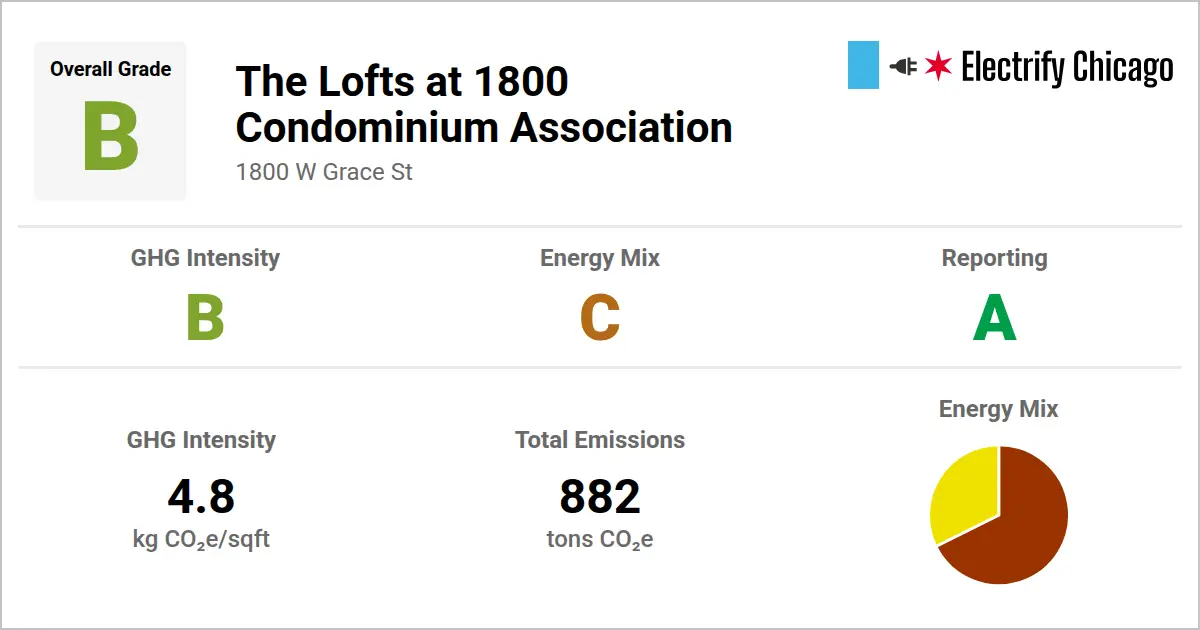 Overall Grade
B
The Lofts at 1800
Condominium Association
1800 W Grace St
Electrify Chicago
GHG Intensity
B
Energy Mix
C
Reporting
A
GHG Intensity
4.8
kg CO₂e/sqft
Total Emissions
882
tons CO₂e
Energy Mix